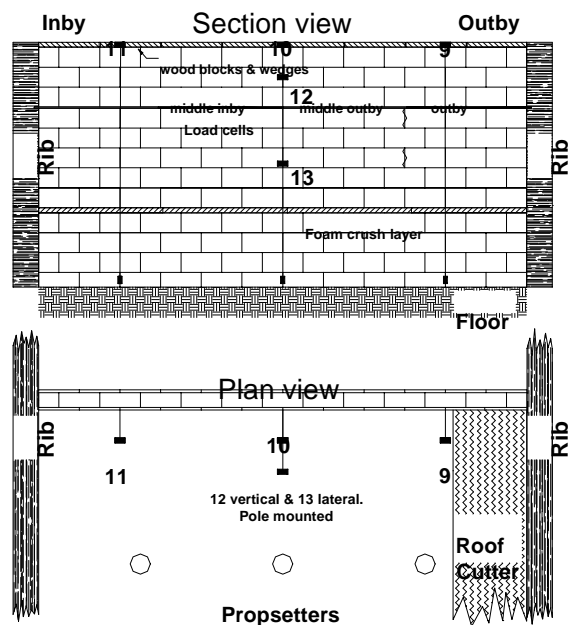 Inby
Section view
Outby
11
10
9
wood blocks & wedges
12
middle inby
middle outby
outby
Load cells
Rib
Rib
13
Foam crush layer
Floor
Plan view
Rib
Rib
10
11
9
12 vertical & 13 lateral.
Pole mounted
Roof
Cutter
Propsetters